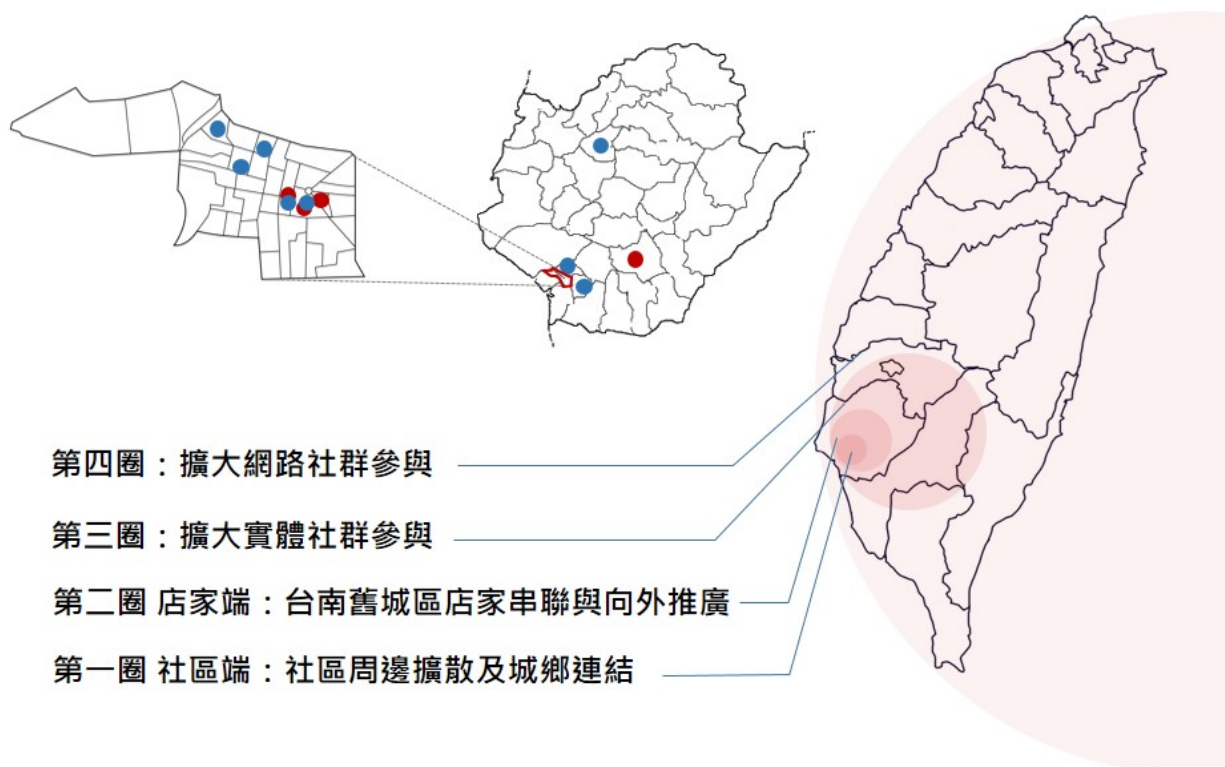 第四圈：擴大網路社群參與
第三圈：擴大實體社群參與
第二圈 店家端：台南舊城區店家串聯與向外推廣
第一圈 社區端：社區周邊擴散及城鄉連結